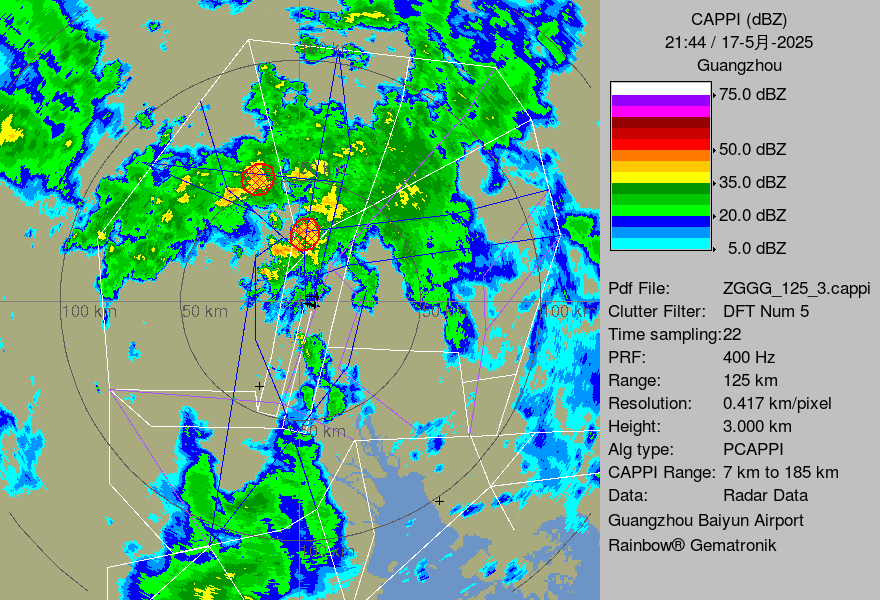 CAPPI (dBZ)
21:44 / 17-5月-2025
Guangzhou
75.0 dBZ
50.0 dBZ
35.0 dBZ
20.0 dBZ
5.0 dBZ
Pdf File: ZGGG_125_3.cappi
Clutter Filter: DFT Num 5
Time sampling:22
PRF: 400 Hz
Range: 125 km
Resolution: 0.417 km/pixel
Height: 3.000 km
Alg type: PCAPPI
CAPPI Range: 7 km to 185 km
Data: Radar Data
Guangzhou Baiyun Airport
Rainbow® Gematronik
100 km
50 km
50 km
100 km
50 km
100 km